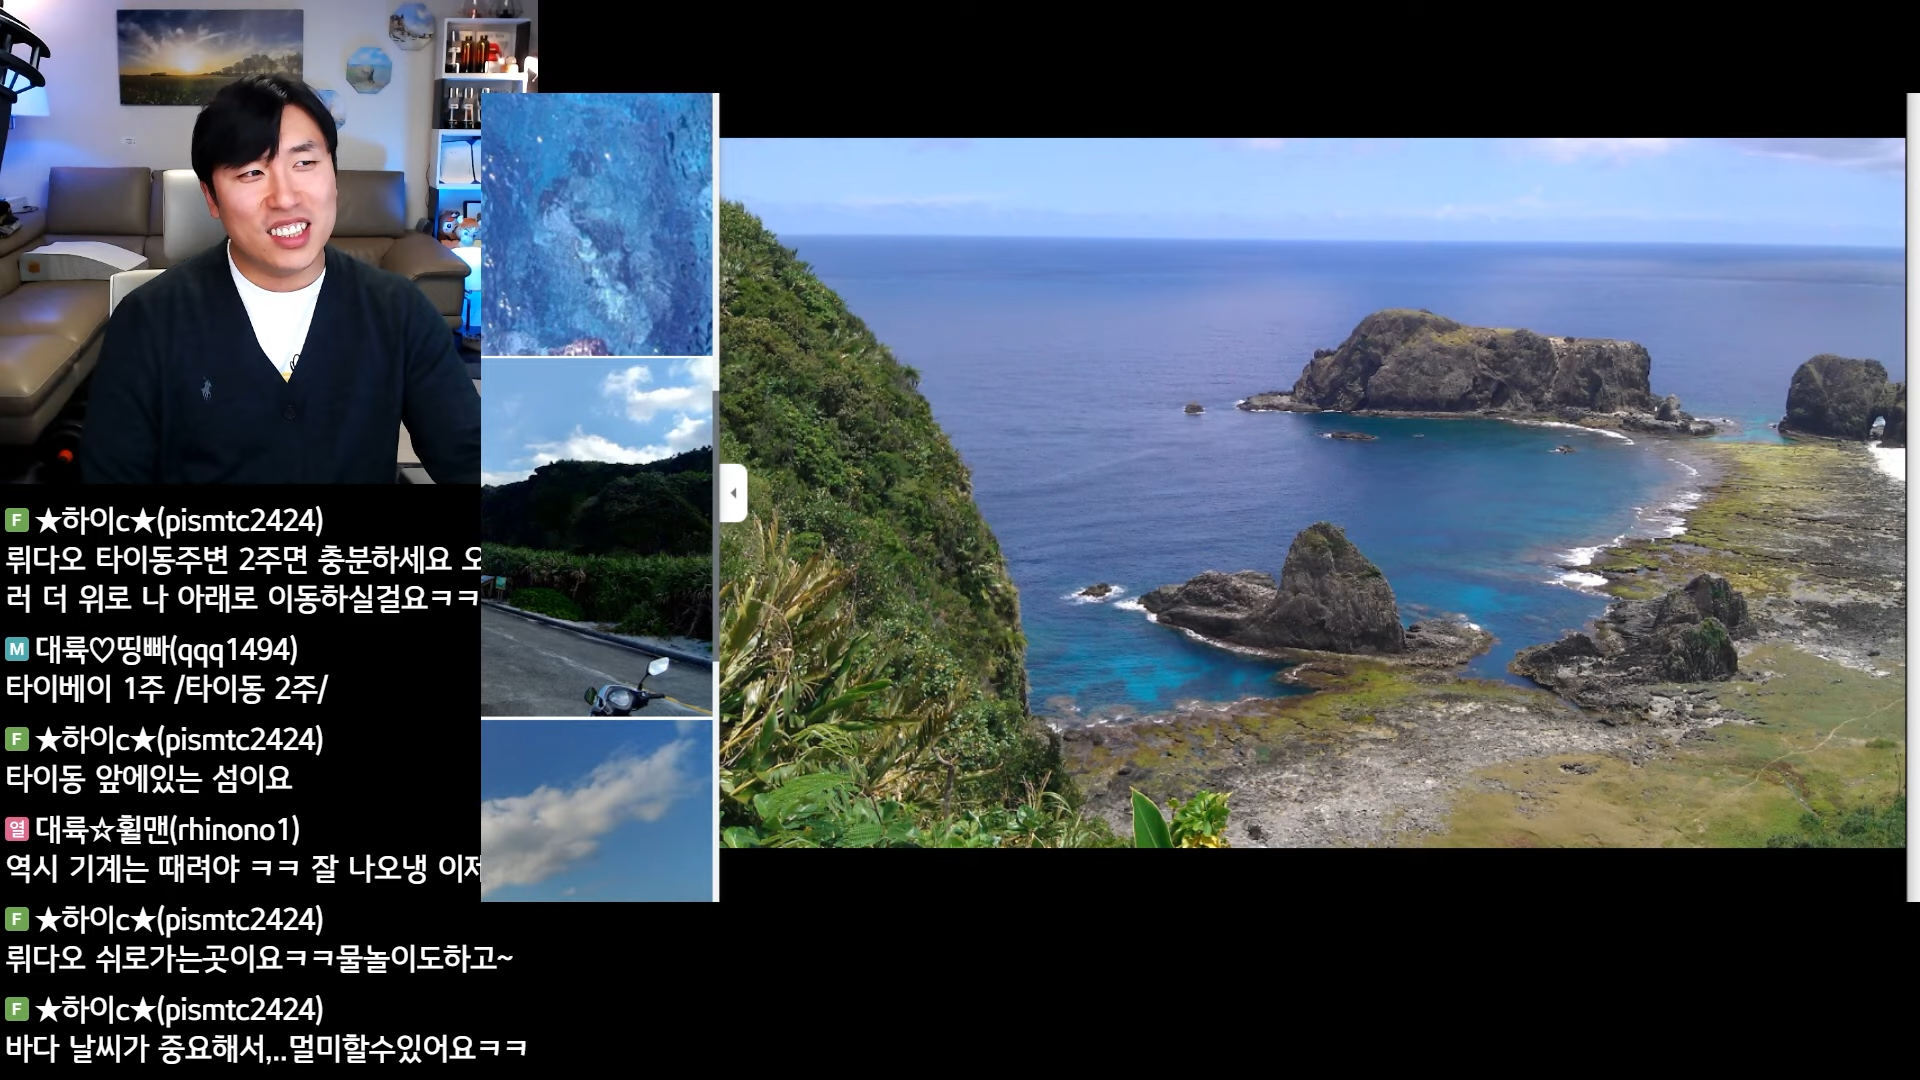 F ★하이c★(pismtc2424)
뤼다오 타이동주변 2주면 충분하세요 오
러 더 위로 나 아래로 이동하실걸요ㅋㅋ
M 대륙♡띵빠(qqq1494)
타이베이 1주 /타이동 2주/
F ★하이c★(pismtc2424)
타이동 앞에있는 섬이요
열 대륙☆휠맨(rhinono1)
역시 기계는 때려야 ㅋㅋ 잘 나오냉 이제
F ★하이c★(pismtc2424)
뤼다오 쉬로가는곳이요ㅋㅋ물놀이도하고~
F ★하이c★(pismtc2424)
바다 날씨가 중요해서,..멀미할수있어요ㅋㅋ